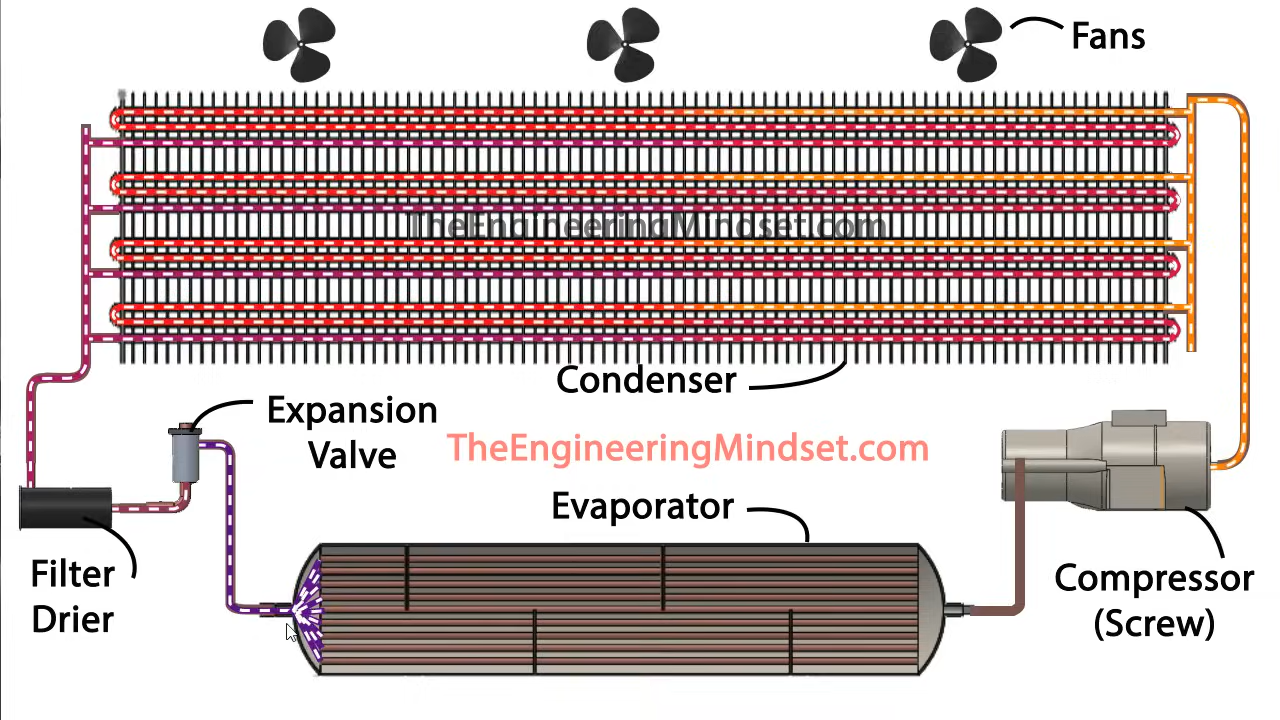 Fans
TheEngineeringMindset.com
Condenser
Expansion
Valve
TheEngineeringMindset.com
Evaporator
Filter
Drier
Compressor
(Screw)